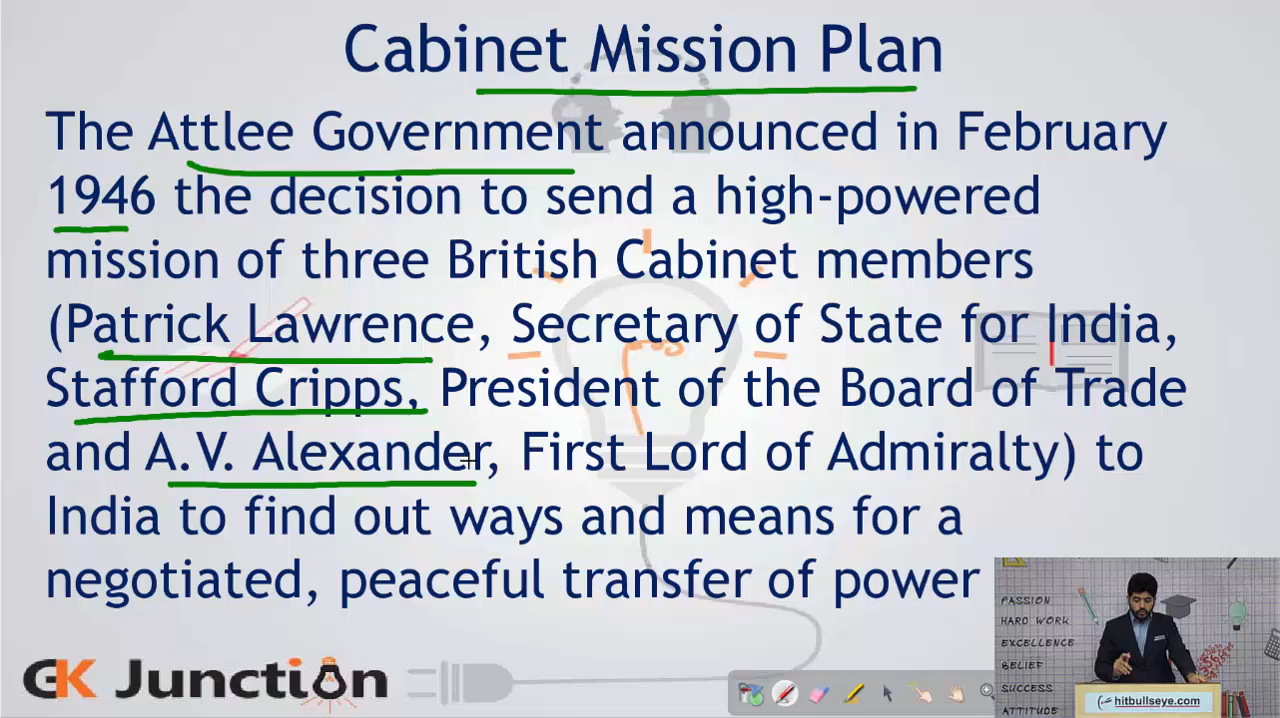 Cabinet Mission Plan
The Attlee Government announced in February
1946 the decision to send a high-powered
mission of three British Cabinet members
(Patrick Lawrence, Secretary of State for India,
Stafford Cripps, President of the Board of Trade
and A.V. Alexander, First Lord of Admiralty) to
India to find out ways and means for a
negotiated, peaceful transfer of power
PASSION
HARD WORK
EXCELLENCE
BELIEF
SUCCESS
ATTITUDE
hitbullseye.com
GK Junction